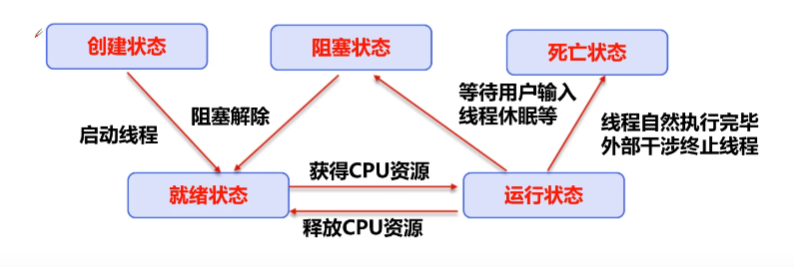 创建状态
阻塞状态
死亡状态
启动线程
阻塞解除
等待用户输入
线程休眠等
线程自然执行完毕
外部干涉终止线程
就绪状态
获得CPU资源
运行状态
释放CPU资源